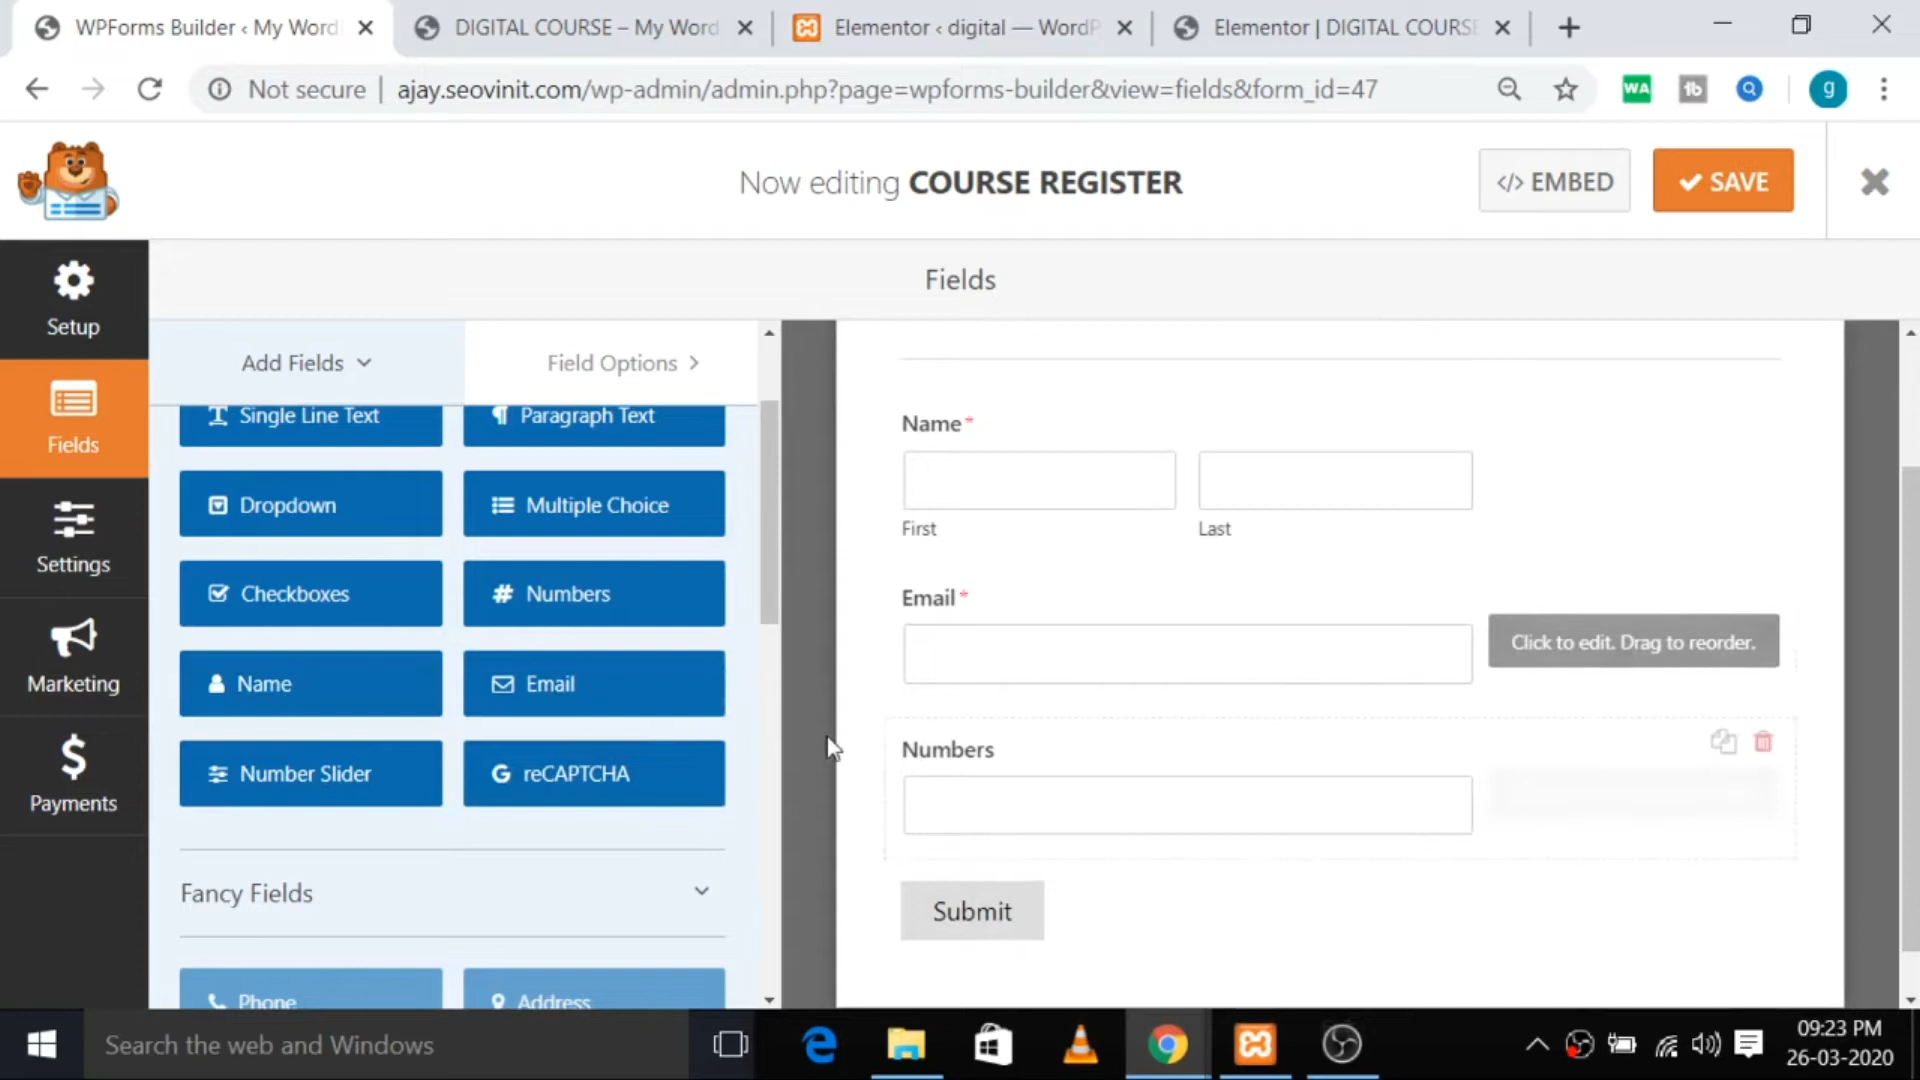 WPForms Builder ‹ My Word
DIGITAL COURSE – My Word
Elementor ‹ digital — WordP
Elementor | DIGITAL COURSE
Not secure
ajay.seovinit.com/wp-admin/admin.php?page=wpforms-builder&view=fields&form_id=47
WA
tb
g
Now editing COURSE REGISTER
</> EMBED
SAVE
Fields
Setup
Fields
Settings
Marketing
Payments
Add Fields
Field Options
Single Line Text
Paragraph Text
Dropdown
Multiple Choice
Checkboxes
Numbers
Name
Email
Number Slider
reCAPTCHA
Fancy Fields
Phone
Address
Name*
First
Last
Email*
Click to edit. Drag to reorder.
Numbers
Submit
Search the web and Windows
09:23 PM
26-03-2020